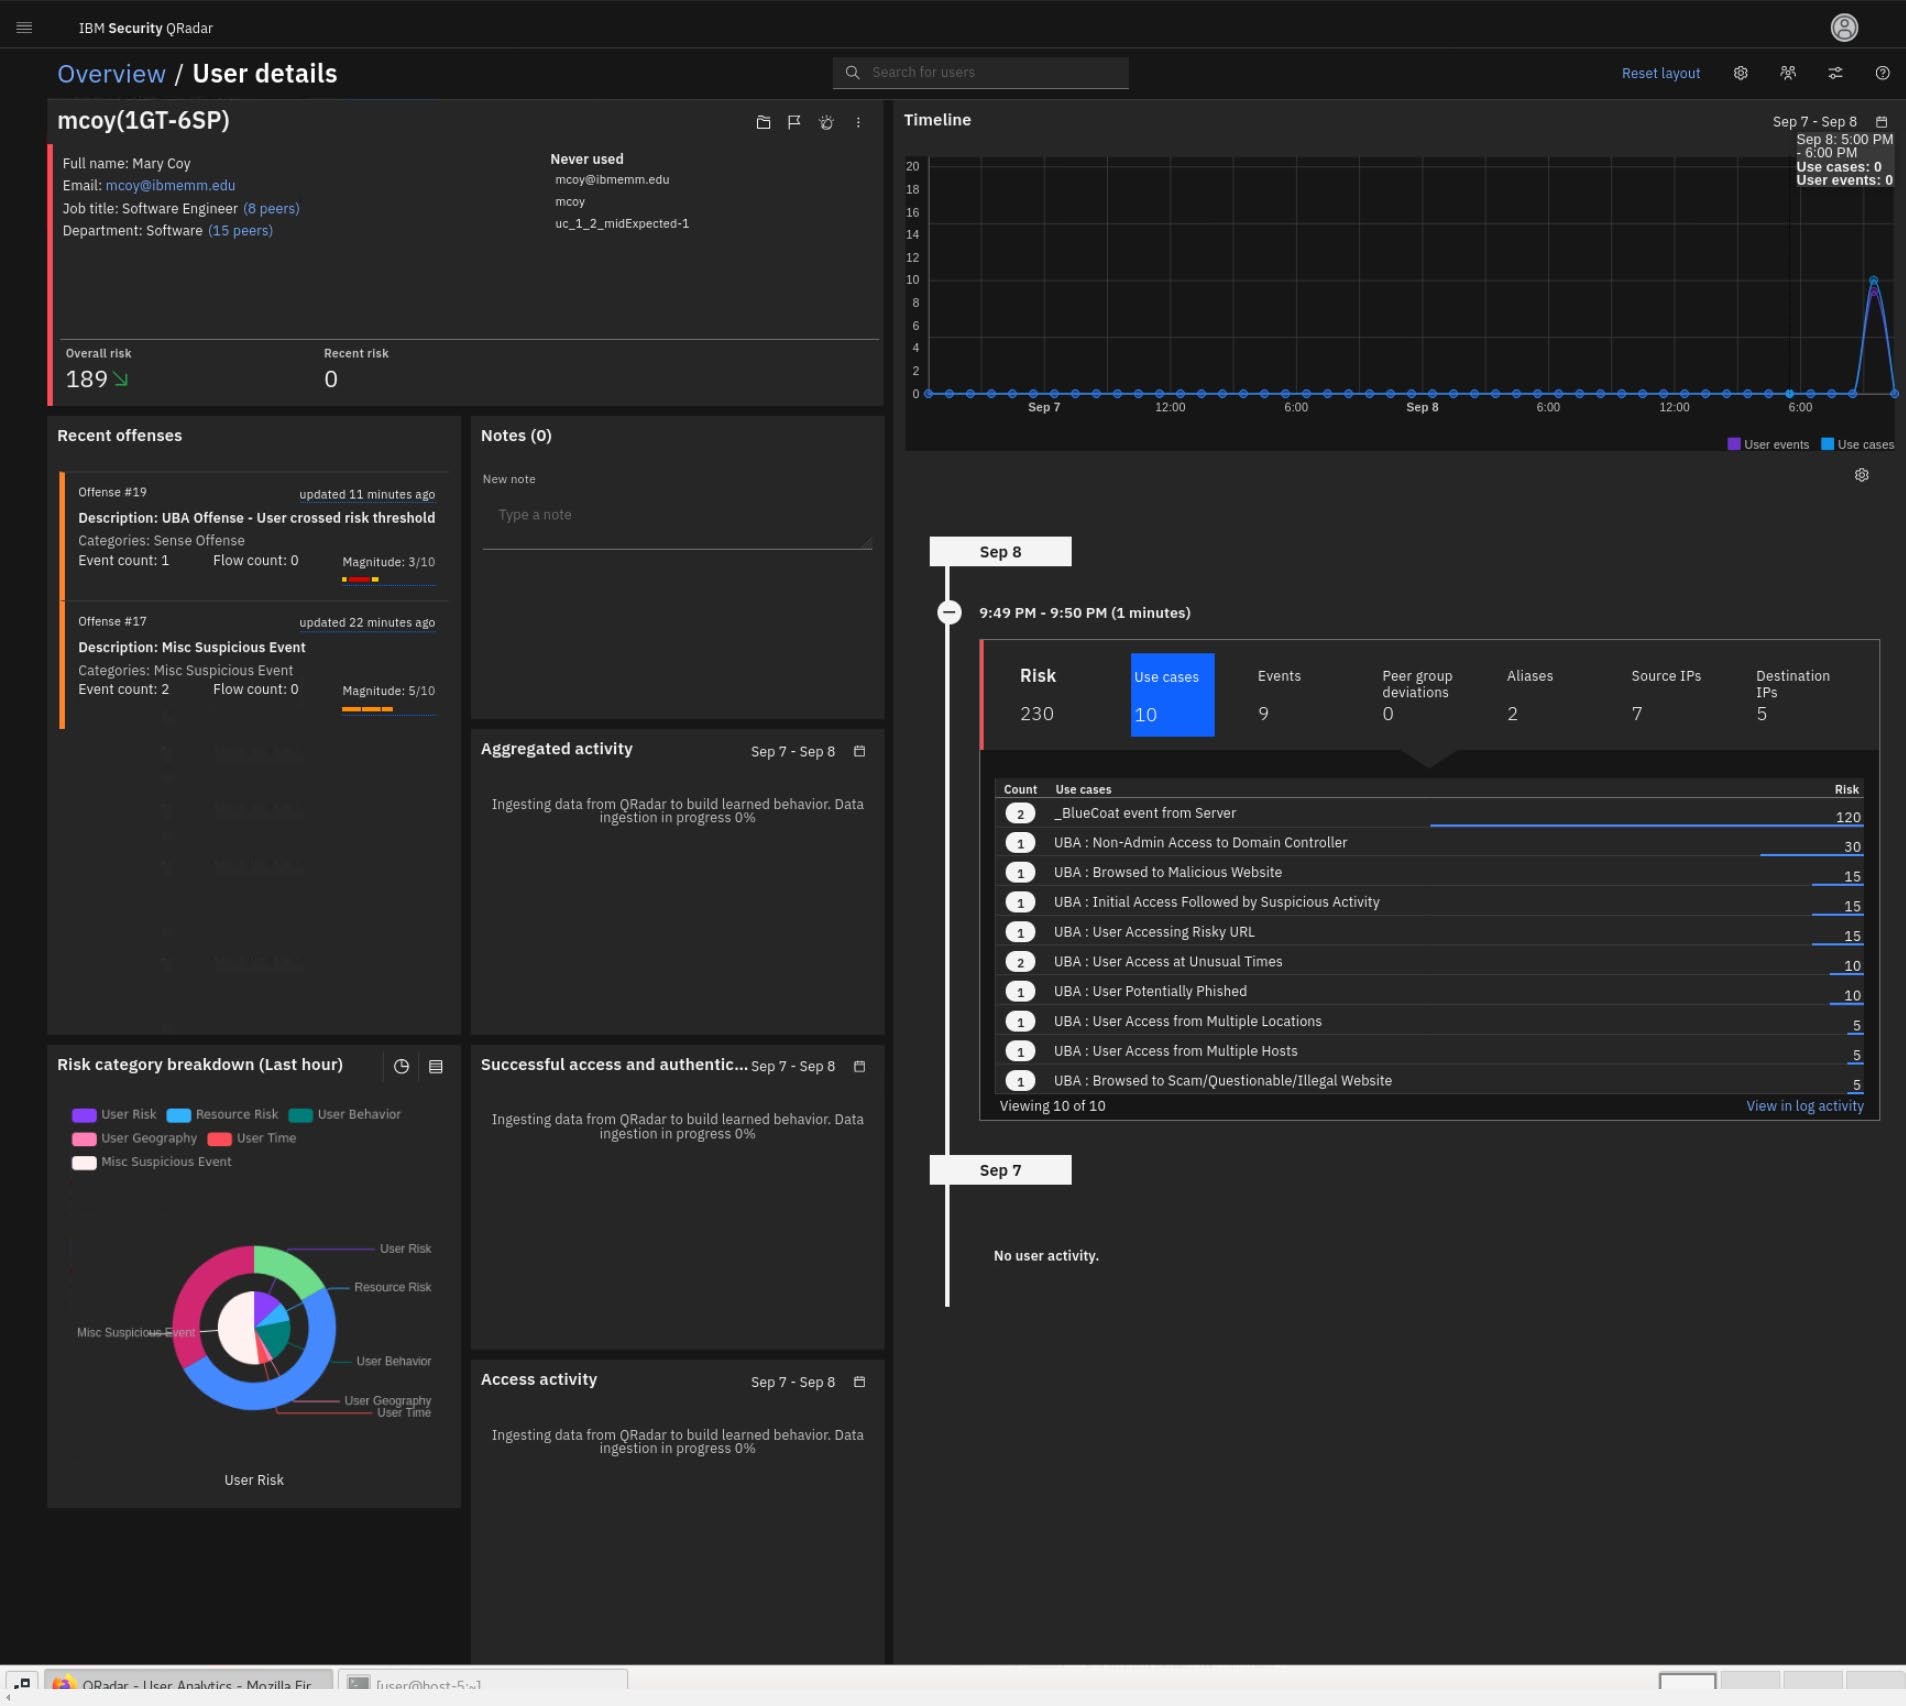 IBM Security QRadar
Overview / User details
Search for users
Reset layout
mcoy(1GT-6SP)
Full name: Mary Coy
Email: mcoy@ibmemm.edu
Job title: Software Engineer (8 peers)
Department: Software (15 peers)
Never used
mcoy@ibmemm.edu
mcoy
uc_1_2_midExpected-1
Overall risk
189
Recent risk
0
Recent offenses
Offense #19
updated 11 minutes ago
Description: UBA Offense - User crossed risk threshold
Categories: Sense Offense
Event count: 1 Flow count: 0 Magnitude: 3/10
Offense #17
updated 22 minutes ago
Description: Misc Suspicious Event
Categories: Misc Suspicious Event
Event count: 2 Flow count: 0 Magnitude: 5/10
Notes (0)
New note
Type a note
Aggregated activity Sep 7 - Sep 8
Ingesting data from QRadar to build learned behavior. Data
ingestion in progress 0%
Risk category breakdown (Last hour)
User Risk Resource Risk User Behavior
User Geography User Time
Misc Suspicious Event
User Risk
Resource Risk
Misc Suspicious Event
User Behavior
User Geography
User Time
User Risk
Successful access and authentic... Sep 7 - Sep 8
Ingesting data from QRadar to build learned behavior. Data
ingestion in progress 0%
Access activity Sep 7 - Sep 8
Ingesting data from QRadar to build learned behavior. Data
ingestion in progress 0%
Timeline
Sep 7 - Sep 8
Sep 8: 5:00 PM
- 6:00 PM
Use cases: 0
User events: 0
20
18
16
14
12
10
8
6
4
2
0
Sep 7 12:00 6:00 Sep 8 6:00 12:00 6:00
User events Use cases
Sep 8
9:49 PM - 9:50 PM (1 minutes)
Risk
230
Use cases
10
Events
9
Peer group
deviations
0
Aliases
2
Source IPs
7
Destination
IPs
5
Count Use cases Risk
2 _BlueCoat event from Server 120
1 UBA : Non-Admin Access to Domain Controller 30
1 UBA : Browsed to Malicious Website 15
1 UBA : Initial Access Followed by Suspicious Activity 15
1 UBA : User Accessing Risky URL 15
2 UBA : User Access at Unusual Times 10
1 UBA : User Potentially Phished 10
1 UBA : User Access from Multiple Locations 5
1 UBA : User Access from Multiple Hosts 5
1 UBA : Browsed to Scam/Questionable/Illegal Website 5
Viewing 10 of 10 View in log activity
Sep 7
No user activity.
QRadar - User Analytics - Mozilla Fir
[user@host-5:~]